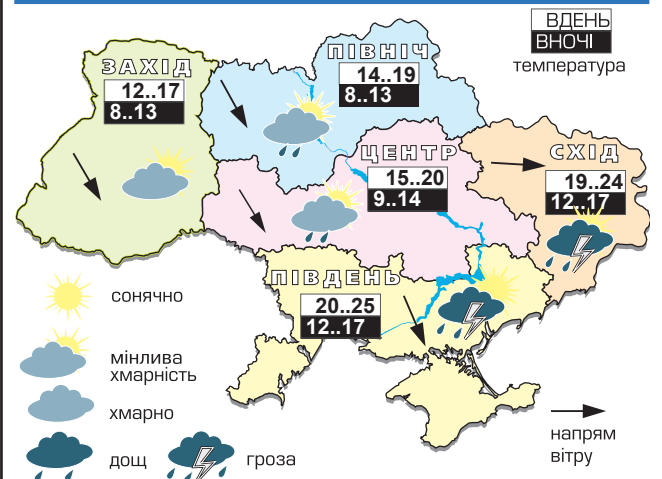 ВДЕНЬ
ВНОЧІ
температура
ПІВНІЧ
14..19
8..13
ЗАХІД
12..17
8..13
ЦЕНТР
15..20
9..14
СХІД
19..24
12..17
ПІВДЕНЬ
20..25
12..17
сонячно
мінлива
хмарність
хмарно
дощ
гроза
напрям
вітру